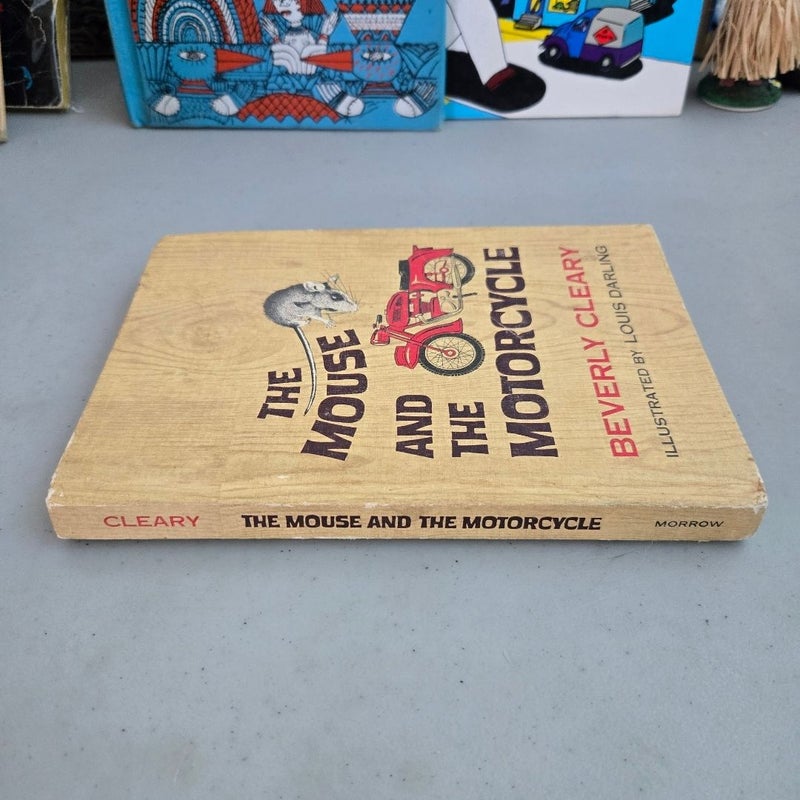 THE
MOUSE
AND
THE
MOTORCYCLE
BEVERLY CLEARY
ILLUSTRATED BY LOUIS DARLING
CLEARY THE MOUSE AND THE MOTORCYCLE MORROW